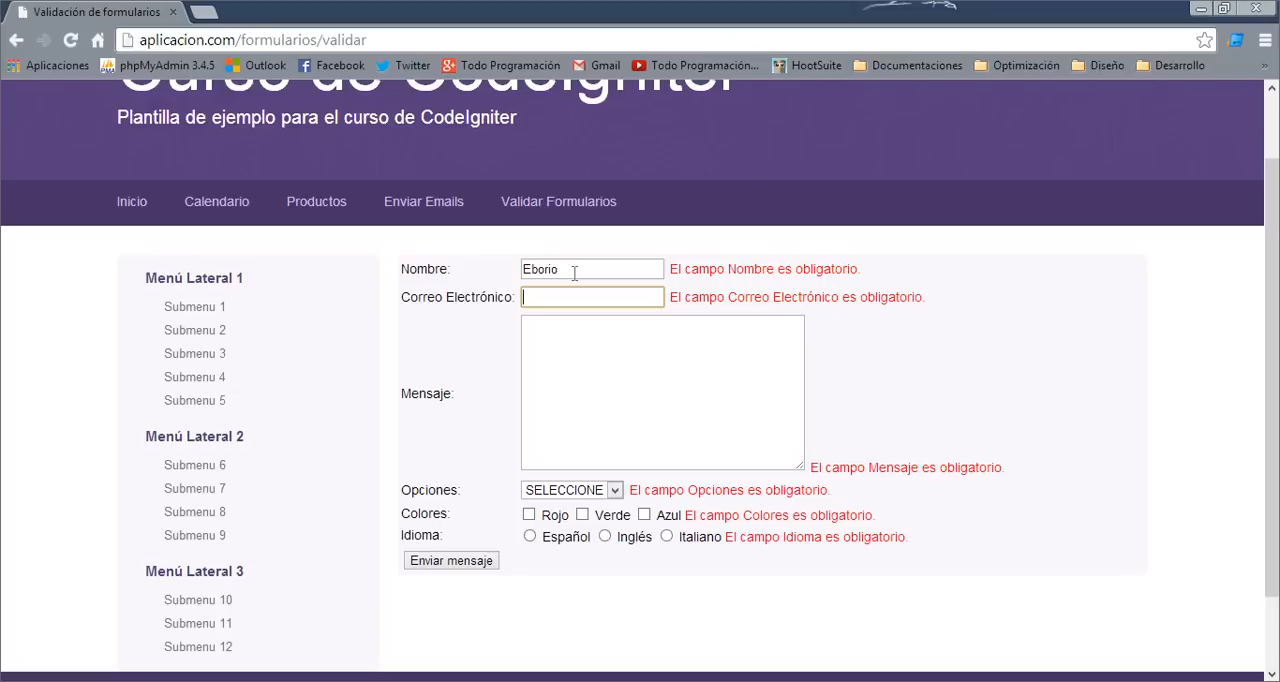 Validación de formularios
aplicacion.com/formularios/validar
Aplicaciones phpMyAdmin 3.4.5 Outlook Facebook Twitter Todo Programación Gmail Todo Programación... HootSuite Documentaciones Optimización Diseño Desarrollo »
Curso de CodeIgniter
Plantilla de ejemplo para el curso de CodeIgniter
Inicio Calendario Productos Enviar Emails Validar Formularios
Menú Lateral 1
Submenu 1
Submenu 2
Submenu 3
Submenu 4
Submenu 5
Menú Lateral 2
Submenu 6
Submenu 7
Submenu 8
Submenu 9
Menú Lateral 3
Submenu 10
Submenu 11
Submenu 12
Nombre: Eborio El campo Nombre es obligatorio.
Correo Electrónico: El campo Correo Electrónico es obligatorio.
Mensaje: El campo Mensaje es obligatorio.
Opciones: SELECCIONE El campo Opciones es obligatorio.
Colores: Rojo Verde Azul El campo Colores es obligatorio.
Idioma: Español Inglés Italiano El campo Idioma es obligatorio.
Enviar mensaje